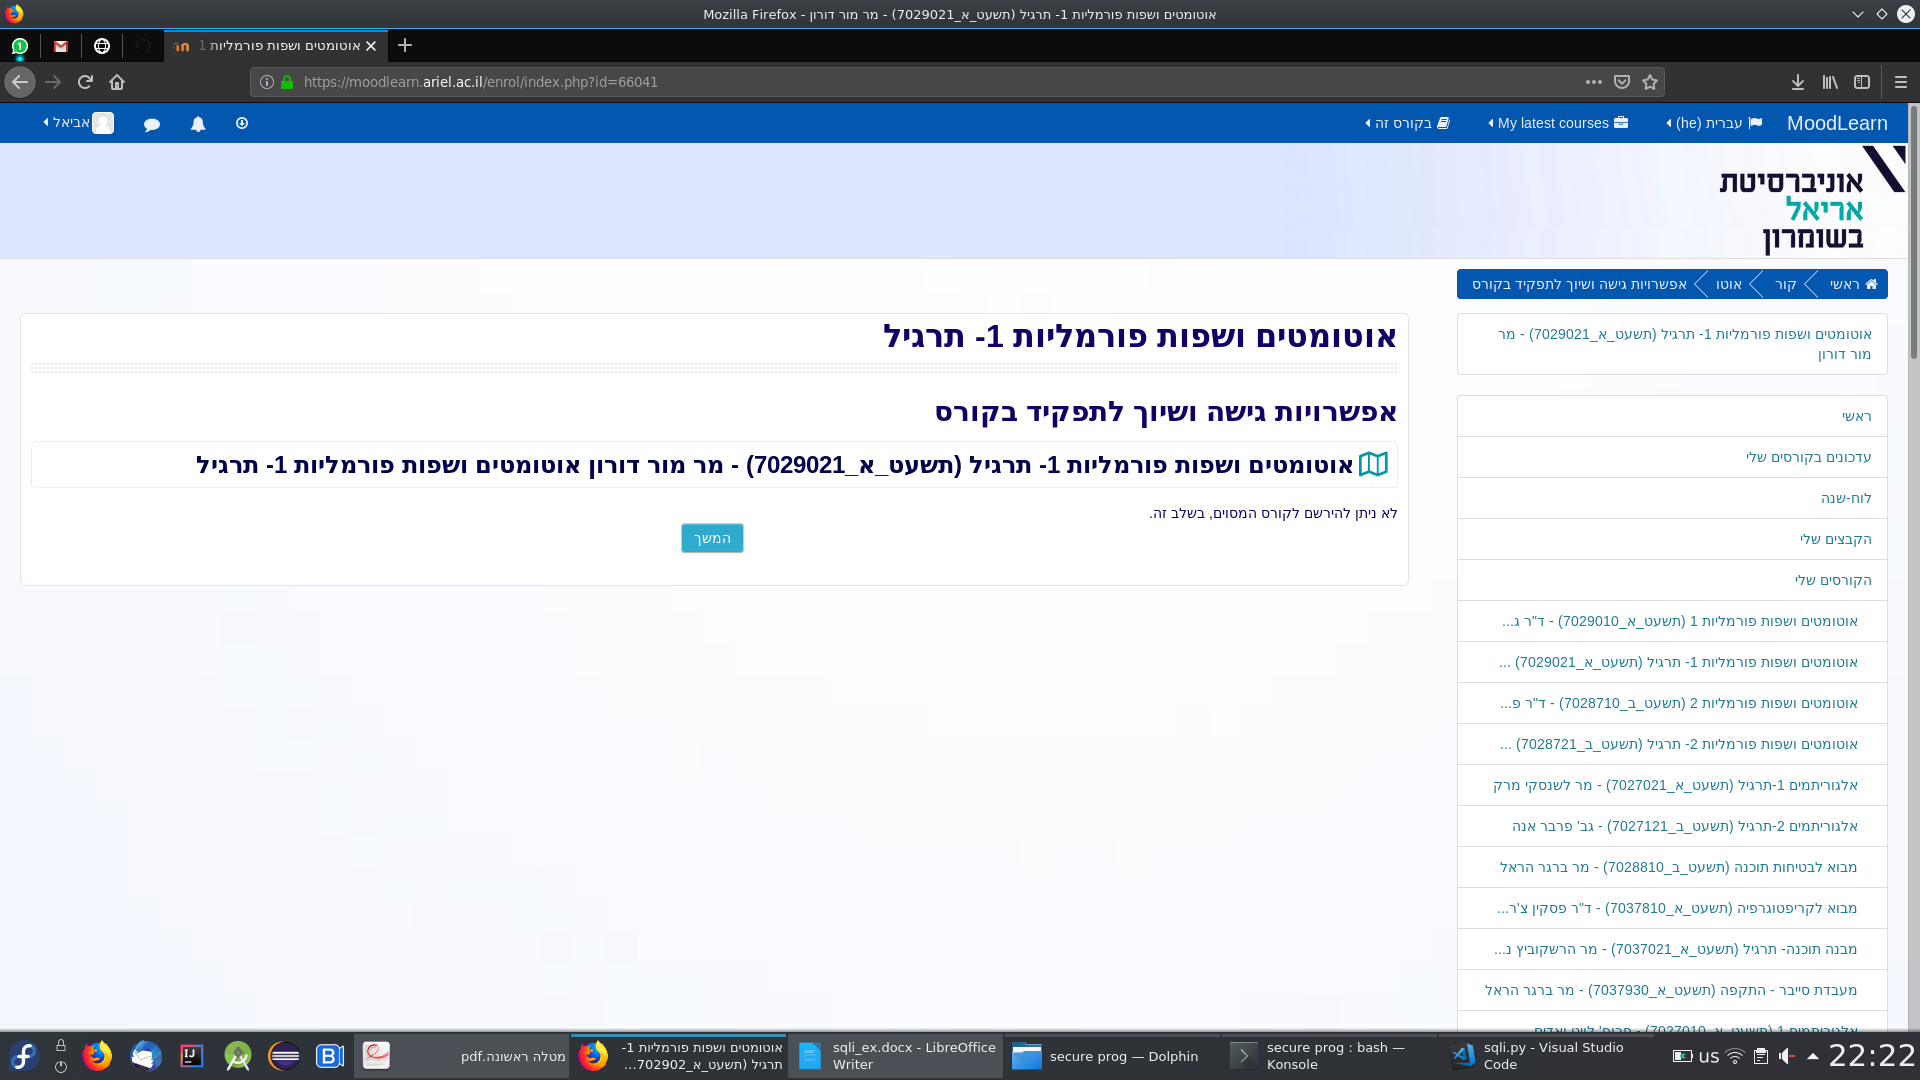 אוטומטים ושפות פורמליות 1- תרגיל (תשעט_א_7029021) - מר מור דורון - Mozilla Firefox
אוטומטים ושפות פורמליות 1
https://moodlearn.ariel.ac.il/enrol/index.php?id=66041
MoodLearn
עברית (he)
My latest courses
בקורס זה
אביאל
אוניברסיטת
אריאל
בשומרון
ראשי
קור
אוטו
אפשרויות גישה ושיוך לתפקיד בקורס
אוטומטים ושפות פורמליות 1- תרגיל (תשעט_א_7029021) - מר
מור דורון
ראשי
עדכונים בקורסים שלי
לוח-שנה
הקבצים שלי
הקורסים שלי
אוטומטים ושפות פורמליות 1 (תשעט_א_7029010) - ד"ר ג...
אוטומטים ושפות פורמליות 1- תרגיל (תשעט_א_7029021) ...
אוטומטים ושפות פורמליות 2 (תשעט_ב_7028710) - ד"ר פ...
אוטומטים ושפות פורמליות 2- תרגיל (תשעט_ב_7028721) ...
אלגוריתמים 1-תרגיל (תשעט_א_7027021) - מר לשנסקי מרק
אלגוריתמים 2-תרגיל (תשעט_ב_7027121) - גב' פרבר אנה
מבוא לבטיחות תוכנה (תשעט_ב_7028810) - מר ברגר הראל
מבוא לקריפטוגרפיה (תשעט_א_7037810) - ד"ר פסקין צ'ר...
מבנה תוכנה- תרגיל (תשעט_א_7037021) - מר הרשקוביץ נ...
מעבדת סייבר - התקפה (תשעט_א_7037930) - מר ברגר הראל
אלגוריתמים 1 (תשעט_א_7027010) - פרופ' לויט ואדים
אוטומטים ושפות פורמליות 1- תרגיל
אפשרויות גישה ושיוך לתפקיד בקורס
אוטומטים ושפות פורמליות 1- תרגיל (תשעט_א_7029021) - מר מור דורון אוטומטים ושפות פורמליות 1- תרגיל
לא ניתן להירשם לקורס המסוים, בשלב זה.
המשך
מטלה ראשונה.pdf
אוטומטים ושפות פורמליות 1-
תרגיל (תשעט_א_702902...
sqli_ex.docx - LibreOffice
Writer
secure prog — Dolphin
secure prog : bash —
Konsole
sqli.py - Visual Studio
Code
us
22:22